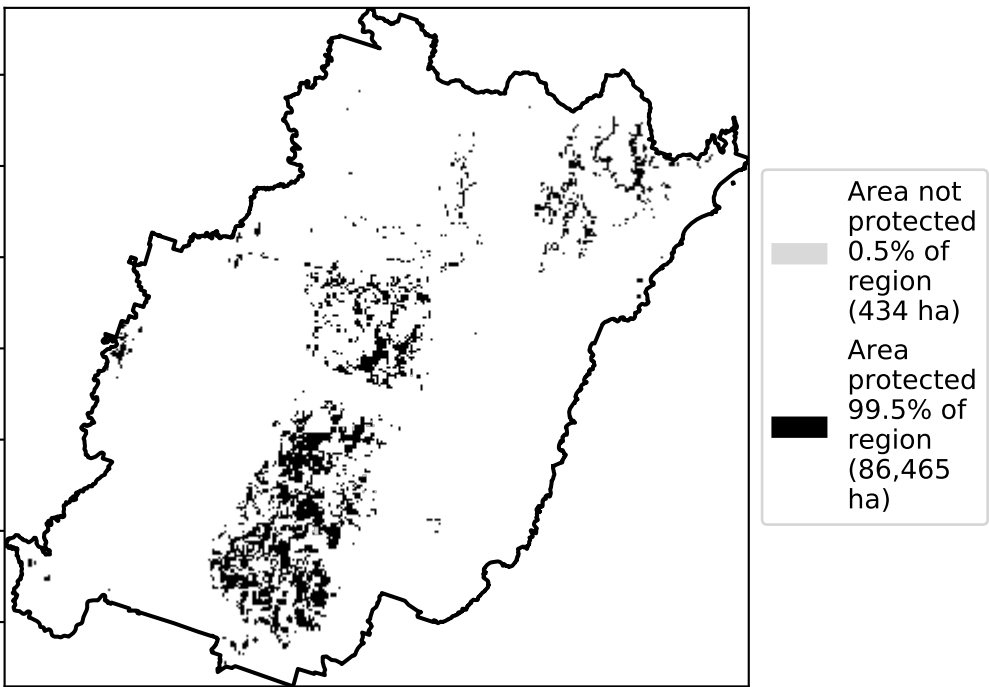 Area not
protected
0.5% of
region
(434 ha)
Area
protected
99.5% of
region
(86,465
ha)